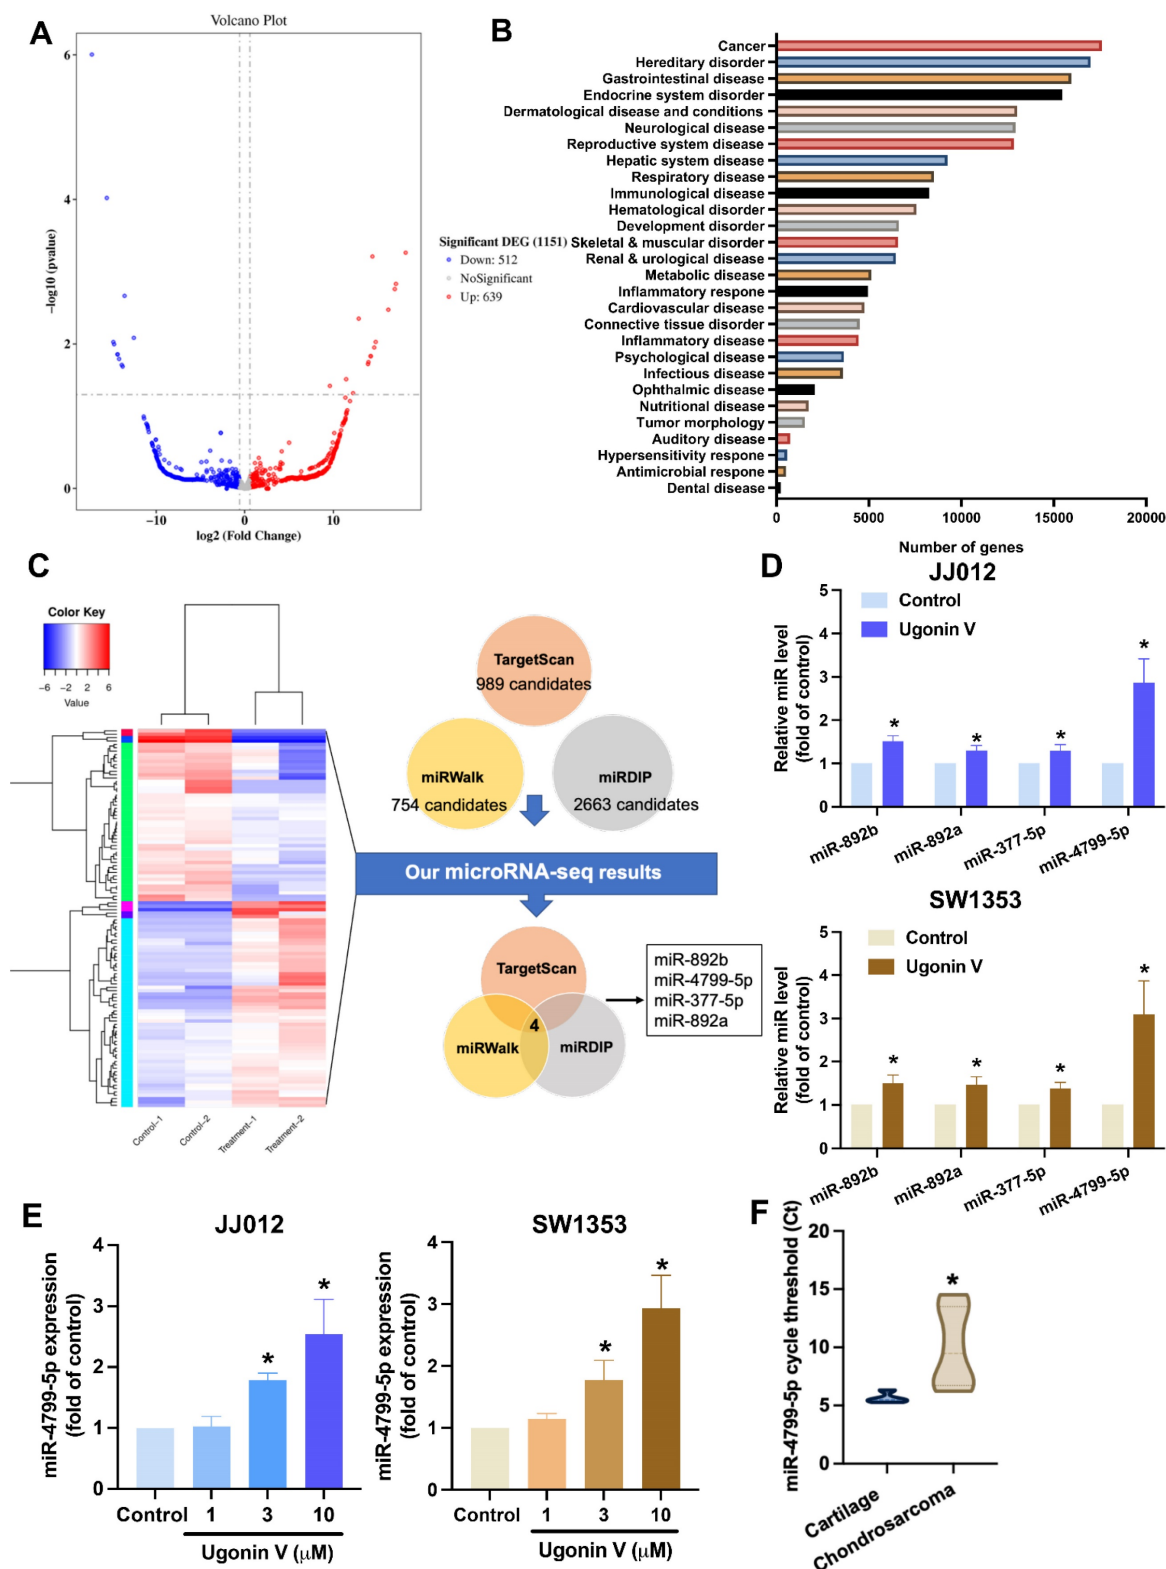 A
Volcano Plot
6
4
2
0
-log10 (pvalue)
−10
0
10
log2 (Fold Change)
Significant DEG (1151)
Down: 512
NoSignificant
Up: 639
B
Cancer
Hereditary disorder
Gastrointestinal disease
Endocrine system disorder
Dermatological disease and conditions
Neurological disease
Reproductive system disease
Hepatic system disease
Respiratory disease
Immunological disease
Hematological disorder
Development disorder
Skeletal & muscular disorder
Renal & urological disease
Metabolic disease
Inflammatory respone
Cardiovascular disease
Connective tissue disorder
Inflammatory disease
Psychological disease
Infectious disease
Ophthalmic disease
Nutritional disease
Tumor morphology
Auditory disease
Hypersensitivity respone
Antimicrobial respone
Dental disease
0 5000 10000 15000 20000
Number of genes
C
Color Key
−6 −2 2 6
Value
Control-1
Control-2
Treatment-1
Treatment-2
TargetScan
989 candidates
miRWalk
754 candidates
miRDIP
2663 candidates
Our microRNA-seq results
TargetScan
4
miRWalk
miRDIP
miR-892b
miR-4799-5p
miR-377-5p
miR-892a
D
JJ012
Control
Ugonin V
Relative miR level
(fold of control)
5
4
3
2
1
0
*
*
*
*
miR-892b
miR-892a
miR-377-5p
miR-4799-5p
SW1353
Control
Ugonin V
Relative miR level
(fold of control)
5
4
3
2
1
0
*
*
*
*
miR-892b
miR-892a
miR-377-5p
miR-4799-5p
E
JJ012
miR-4799-5p expression
(fold of control)
4
3
2
1
0
*
*
Control 1 3 10
Ugonin V (μM)
SW1353
miR-4799-5p expression
(fold of control)
4
3
2
1
0
*
*
Control 1 3 10
Ugonin V (μM)
F
miR-4799-5p cycle threshold (Ct)
20
15
10
5
0
*
Cartilage
Chondrosarcoma